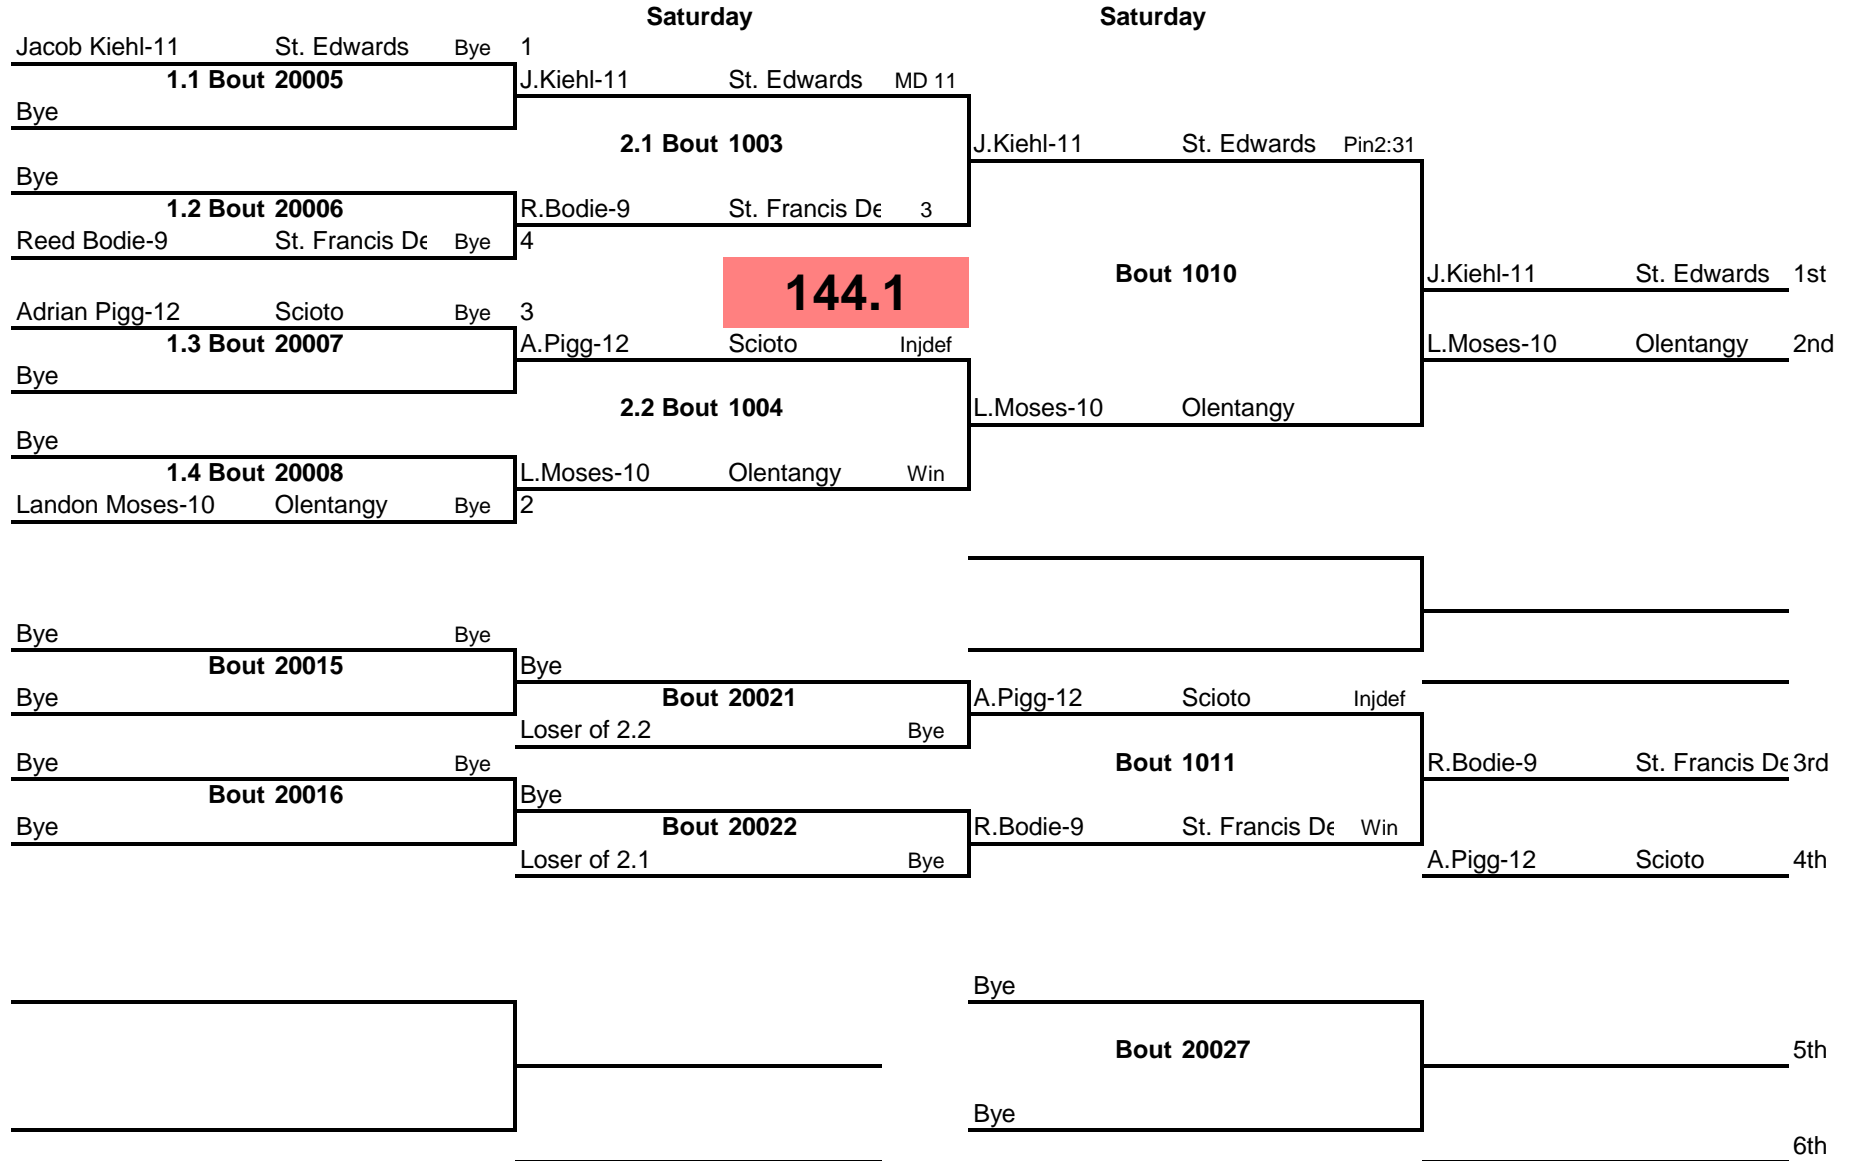 Saturday Saturday
Jacob Kiehl-11 St. Edwards Bye 1
1.1 Bout 20005 J.Kiehl-11 St. Edwards MD 11
Bye
2.1 Bout 1003 J.Kiehl-11 St. Edwards Pin2:31
Bye
1.2 Bout 20006 R.Bodie-9 St. Francis De 3
Reed Bodie-9 St. Francis De Bye 4
144.1 Bout 1010 J.Kiehl-11 St. Edwards 1st
Adrian Pigg-12 Scioto Bye 3
1.3 Bout 20007 A.Pigg-12 Scioto Injdef L.Moses-10 Olentangy 2nd
Bye
2.2 Bout 1004 L.Moses-10 Olentangy
Bye
1.4 Bout 20008 L.Moses-10 Olentangy Win
Landon Moses-10 Olentangy Bye 2
Bye Bye
Bout 20015 Bye
Bye Bout 20021 A.Pigg-12 Scioto Injdef
Loser of 2.2 Bye
Bye Bye Bout 1011 R.Bodie-9 St. Francis De 3rd
Bout 20016 Bye
Bye Bout 20022 R.Bodie-9 St. Francis De Win
Loser of 2.1 Bye A.Pigg-12 Scioto 4th
Bye
Bout 20027 5th
Bye
6th